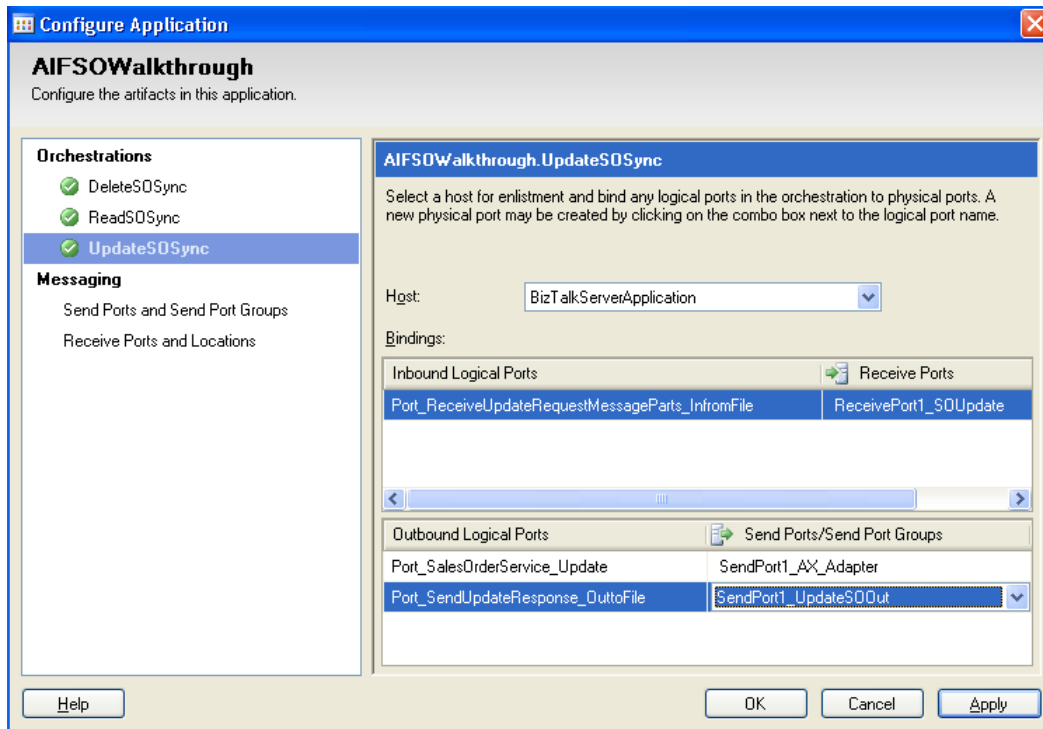 Configure Application
AIFSOWalkthrough
Configure the artifacts in this application.
Orchestrations
DeleteSOSync
ReadSOSync
UpdateSOSync
Messaging
Send Ports and Send Port Groups
Receive Ports and Locations
AIFSOWalkthrough.UpdateSOSync
Select a host for enlistment and bind any logical ports in the orchestration to physical ports. A
new physical port may be created by clicking on the combo box next to the logical port name.
Host: BizTalkServerApplication
Bindings:
Inbound Logical Ports Receive Ports
Port_ReceiveUpdateRequestMessageParts_InfromFile ReceivePort1_SOUpdate
Outbound Logical Ports Send Ports/Send Port Groups
Port_SalesOrderService_Update SendPort1_AX_Adapter
Port_SendUpdateResponse_OuttoFile SendPort1_UpdateSOOut
Help OK Cancel Apply